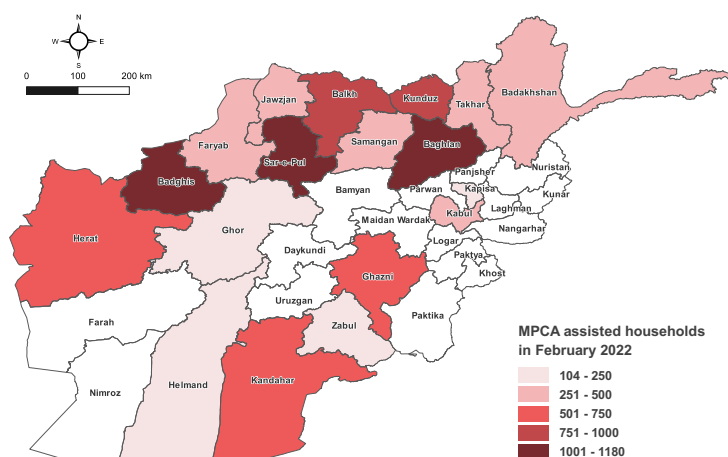 N
W E
S
0 100 200 km
Badakhshan
Jawzjan
Balkh
Kunduz
Takhar
Faryab
Samangan
Baghlan
Sar-e-Pul
Badghis
Nuristan
Panjsher
Bamyan
Parwan
Kapisa
Kunar
Laghman
Kabul
Maidan Wardak
Nangarhar
Ghor
Herat
Logar
Daykundi
Paktya
Khost
Ghazni
Uruzgan
Paktika
Farah
Zabul
Kandahar
Helmand
Nimroz
MPCA assisted households
in February 2022
104 - 250
251 - 500
501 - 750
751 - 1000
1001 - 1180